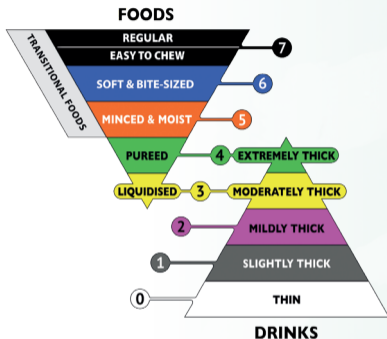 FOODS
REGULAR
EASY TO CHEW
7
TRANSITIONAL FOODS
SOFT & BITE-SIZED
6
MINCED & MOIST
5
PUREED
4
EXTREMELY THICK
LIQUIDISED
3
MODERATELY THICK
2
MILDLY THICK
1
SLIGHTLY THICK
0
THIN
DRINKS